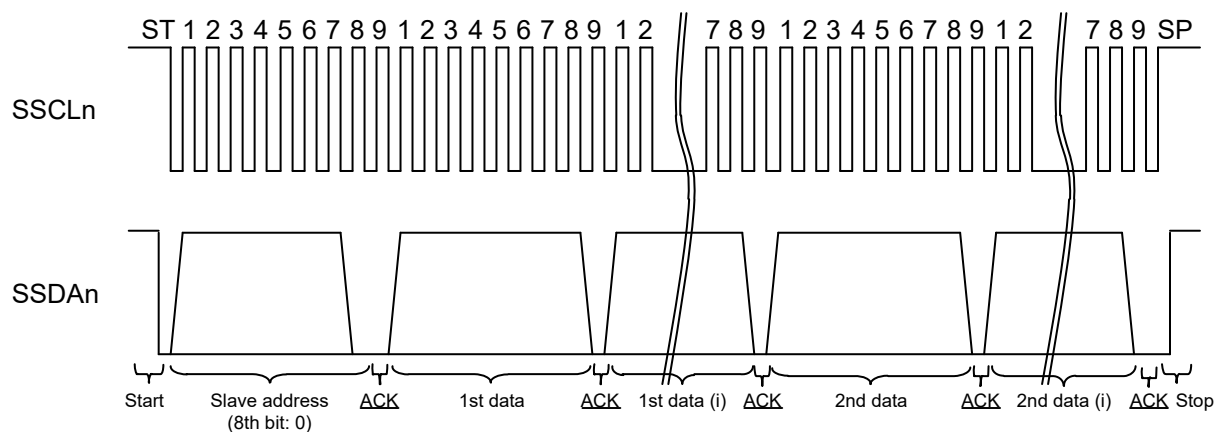 ST 1 2 3 4 5 6 7 8 9 1 2 3 4 5 6 7 8 9 1 2 7 8 9 1 2 3 4 5 6 7 8 9 1 2 7 8 9 SP
SSCLn
SSDAn
Start Slave address ACK 1st data ACK 1st data (i) ACK 2nd data ACK 2nd data (i) ACK Stop
(8th bit: 0)